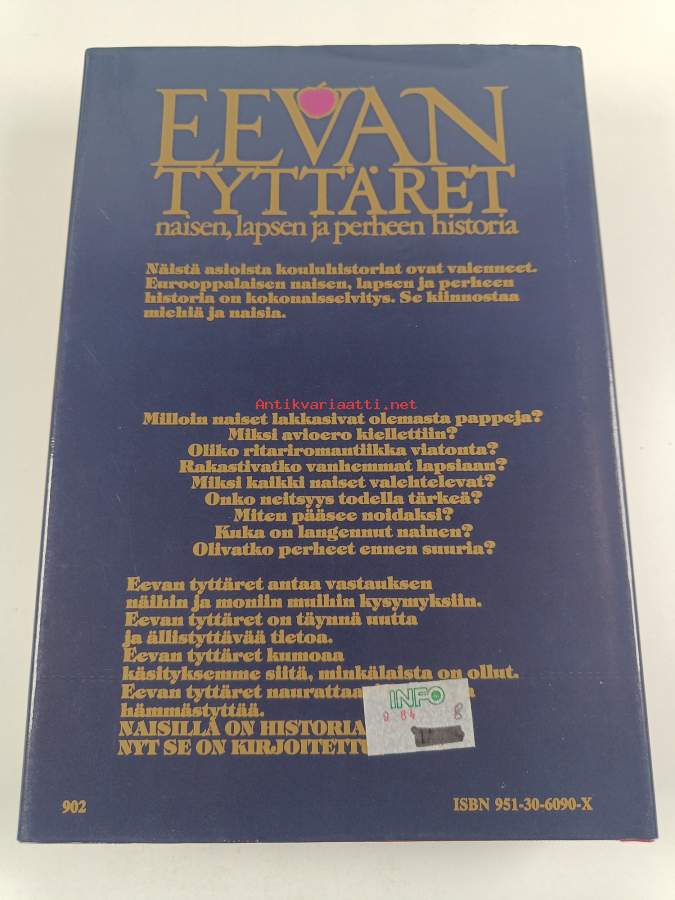 EEVAN
TYTTÄRET
naisen, lapsen ja perheen historia
Näistä asioista kouluhistoriat ovat vaienneet.
Eurooppalaisen naisen, lapsen ja perheen
historia on kokonaisselvitys. Se kiinnostaa
miehiä ja naisia.
Antikvariaatti.net
Milloin naiset lakkasivat olemasta pappeja?
Miksi avioero kiellettiin?
Oliko ritariromantiikka viatonta?
Rakastivatko vanhemmat lapsiaan?
Miksi kaikki naiset valehtelevat?
Onko neitsyys todella tärkeä?
Miten pääsee noidaksi?
Kuka on langennut nainen?
Olivatko perheet ennen suuria?
Eevan tyttäret antaa vastauksen
näihin ja moniin muihin kysymyksiin.
Eevan tyttäret on täynnä uutta
ja ällistyttävää tietoa.
Eevan tyttäret kumoaa
käsityksemme siitä, minkälaista on ollut.
Eevan tyttäret naurattaa
hämmästyttää.
NAISILLÄ ON HISTORIA
NYT SE ON KIRJOITETTU
INFO
84 8
902
ISBN 951-30-6090-X